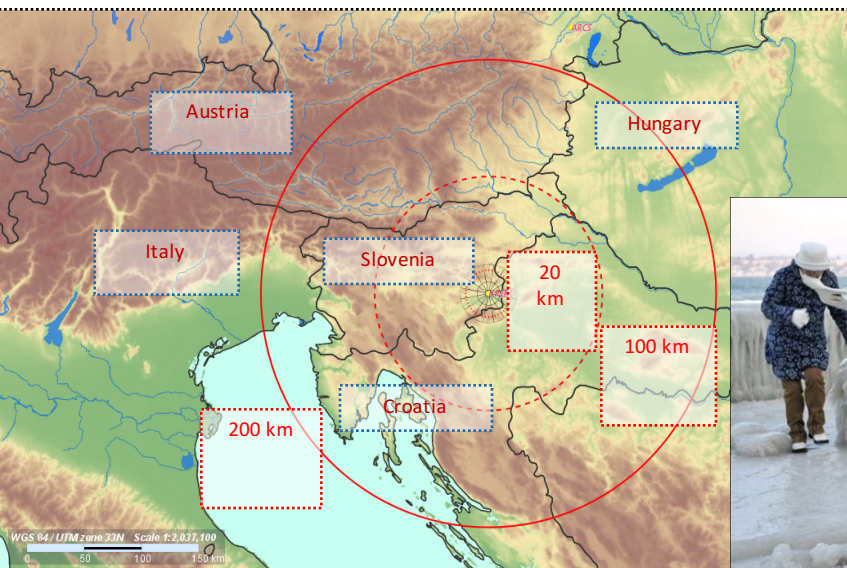 ARCS
Austria
Hungary
Italy
Slovenia
20
km
100 km
Croatia
200 km
WGS 84 / UTM zone 33N Scale 1:2,037,100
0 50 100 150 km